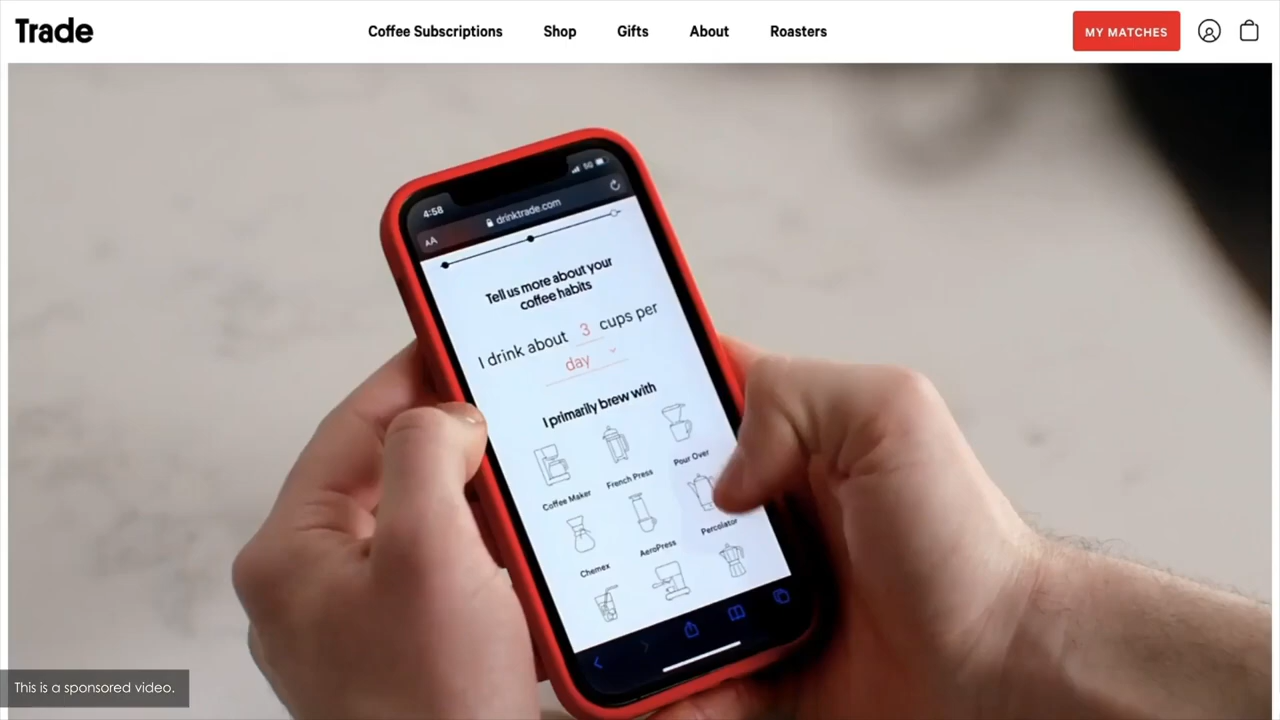 Trade
Coffee Subscriptions
Shop
Gifts
About
Roasters
MY MATCHES
4:58
5G
AA
drinktrade.com
Tell us more about your
coffee habits
I drink about 3 cups per
day
I primarily brew with
Coffee Maker
French Press
Pour Over
Chemex
AeroPress
Percolator
This is a sponsored video.